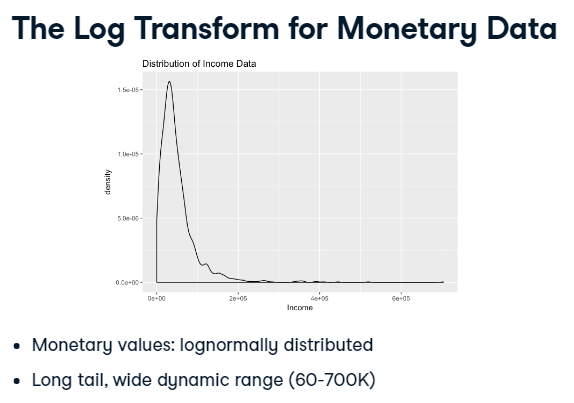 The Log Transform for Monetary Data
Distribution of Income Data
1.5e-05
1.0e-05
density
5.0e-06
0.0e+00
0e+00 2e+05 4e+05 6e+05
Income
• Monetary values: lognormally distributed
• Long tail, wide dynamic range (60-700K)